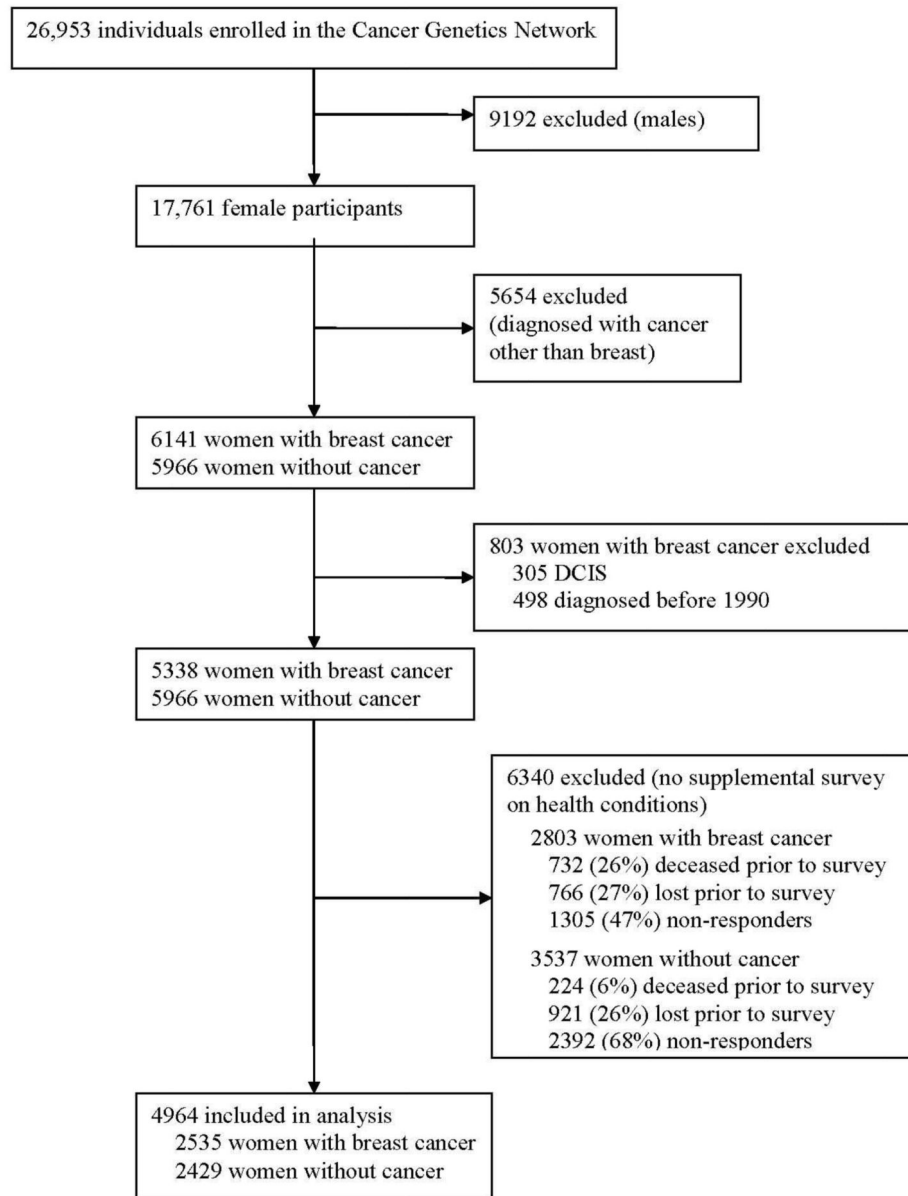 26,953 individuals enrolled in the Cancer Genetics Network
9192 excluded (males)
17,761 female participants
5654 excluded
(diagnosed with cancer
other than breast)
6141 women with breast cancer
5966 women without cancer
803 women with breast cancer excluded
305 DCIS
498 diagnosed before 1990
5338 women with breast cancer
5966 women without cancer
6340 excluded (no supplemental survey
on health conditions)
2803 women with breast cancer
732 (26%) deceased prior to survey
766 (27%) lost prior to survey
1305 (47%) non-responders
3537 women without cancer
224 (6%) deceased prior to survey
921 (26%) lost prior to survey
2392 (68%) non-responders
4964 included in analysis
2535 women with breast cancer
2429 women without cancer